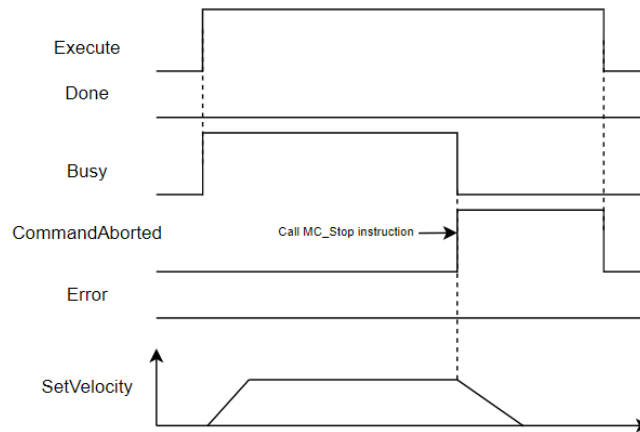 Execute
Done
Busy
CommandAborted
Call MC_Stop instruction
Error
SetVelocity